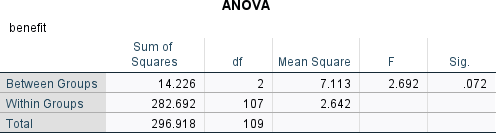 ANOVA
benefit
Sum of Squares df Mean Square F Sig.
Between Groups 14.226 2 7.113 2.692 .072
Within Groups 282.692 107 2.642
Total 296.918 109